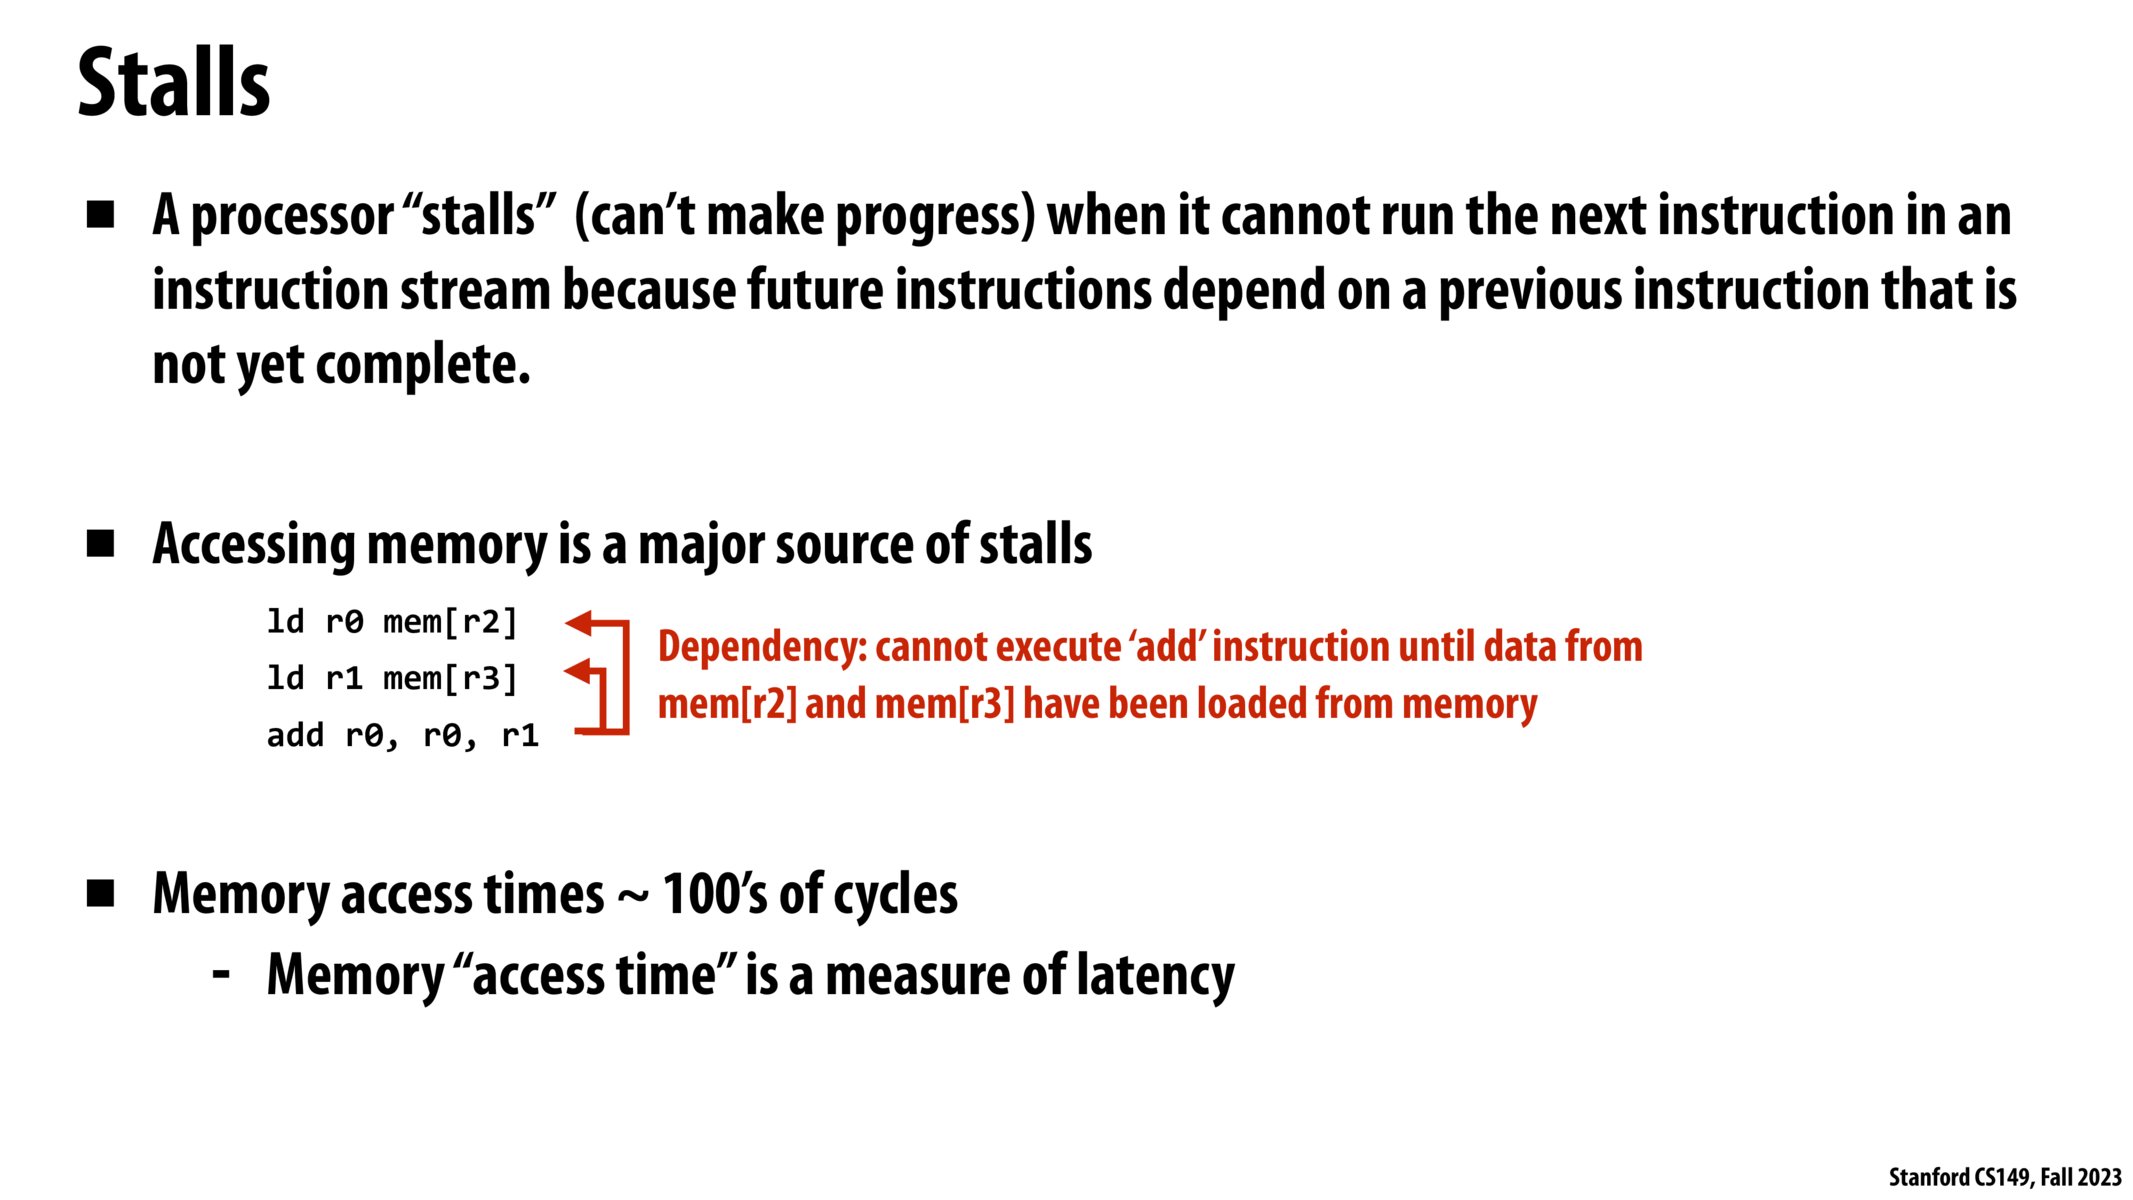 Stalls
■ A processor “stalls” (can’t make progress) when it cannot run the next instruction in an
instruction stream because future instructions depend on a previous instruction that is
not yet complete.
■ Accessing memory is a major source of stalls
ld r0 mem[r2]
ld r1 mem[r3]
add r0, r0, r1
Dependency: cannot execute ‘add’ instruction until data from
mem[r2] and mem[r3] have been loaded from memory
■ Memory access times ~ 100’s of cycles
- Memory “access time” is a measure of latency
Stanford CS149, Fall 2023